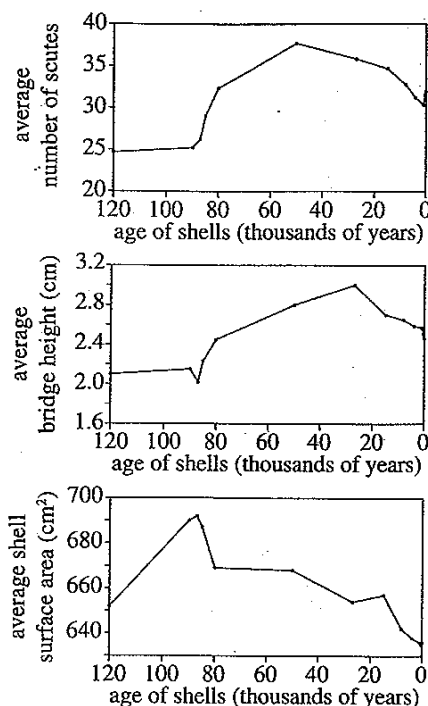 average
number of scutes
40
35
30
25
20
120 100 80 60 40 20 0
age of shells (thousands of years)
average
bridge height (cm)
3.2
2.8
2.4
2.0
1.6
120 100 80 60 40 20 0
age of shells (thousands of years)
average shell
surface area (cm²)
700
680
660
640
120 100 80 60 40 20 0
age of shells (thousands of years)